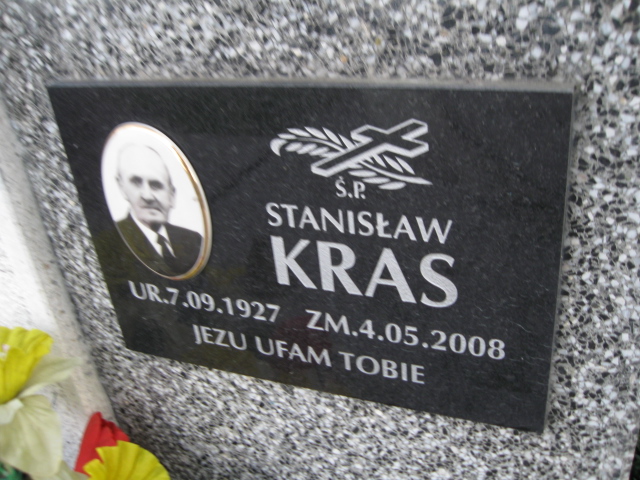 Ś.P.
STANISŁAW
KRAS
UR.7.09.1927 ZM.4.05.2008
JEZU UFAM TOBIE